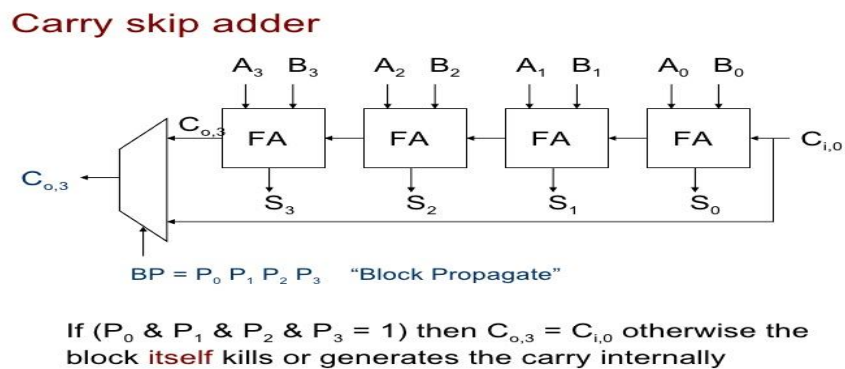 Carry skip adder
A₃ B₃ A₂ B₂ A₁ B₁ A₀ B₀
Cₒ,₃ FA FA FA FA Cᵢ,₀
Cₒ,₃
S₃ S₂ S₁ S₀
BP = P₀ P₁ P₂ P₃ “Block Propagate”
If (P₀ & P₁ & P₂ & P₃ = 1) then Cₒ,₃ = Cᵢ,₀ otherwise the
block itself kills or generates the carry internally